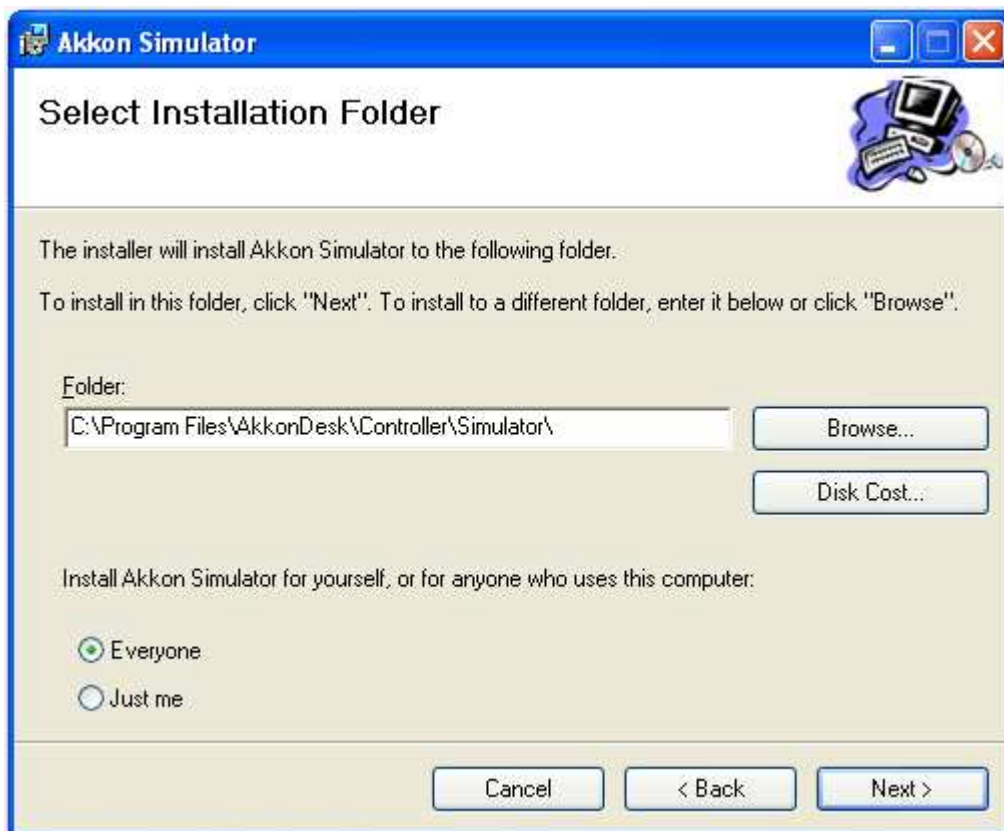 Akkon Simulator
Select Installation Folder
The installer will install Akkon Simulator to the following folder.
To install in this folder, click "Next". To install to a different folder, enter it below or click "Browse".
Folder:
C:\Program Files\AkkonDesk\Controller\Simulator\
Browse...
Disk Cost...
Install Akkon Simulator for yourself, or for anyone who uses this computer:
Everyone
Just me
Cancel
< Back
Next >